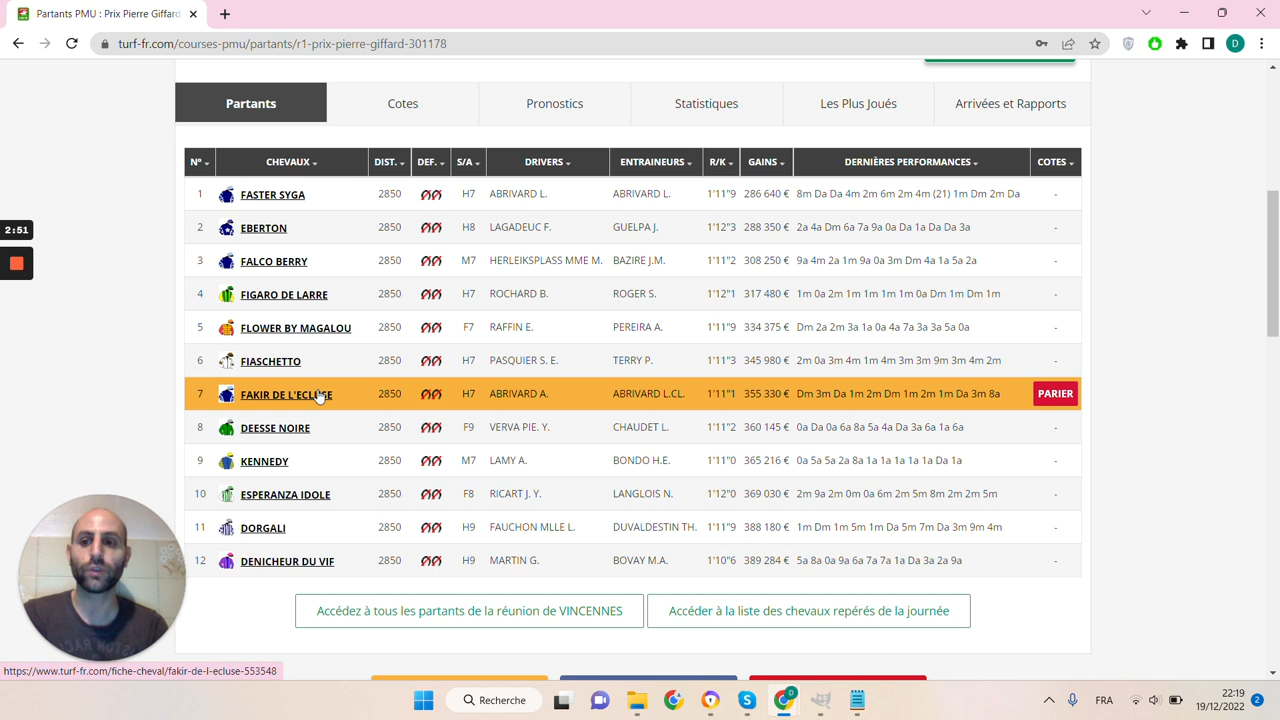 Partants PMU : Prix Pierre Giffard
turf-fr.com/courses-pmu/partants/r1-prix-pierre-giffard-301178
D
Partants Cotes Pronostics Statistiques Les Plus Joués Arrivées et Rapports
N° CHEVAUX DIST. DEF. S/A DRIVERS ENTRAINEURS R/K GAINS DERNIÈRES PERFORMANCES COTES
1 FASTER SYGA 2850 H7 ABRIVARD L. ABRIVARD L. 1'11"9 286 640 € 8m Da Da 4m 2m 6m 2m 4m (21) 1m Dm 2m Da -
2 EBERTON 2850 H8 LAGADEUC F. GUELPA J. 1'12"3 288 350 € 2a 4a Dm 6a 7a 9a 0a Da 1a Da Da 3a -
3 FALCO BERRY 2850 M7 HERLEIKSPLASS MME M. BAZIRE J.M. 1'11"2 308 250 € 9a 4m 2a 1m 9a 0a 3m Dm 4a 1a 5a 2a -
4 FIGARO DE LARRE 2850 H7 ROCHARD B. ROGER S. 1'12"1 317 480 € 1m 0a 2m 1m 1m 1m 1m 0a Dm 1m Dm 1m -
5 FLOWER BY MAGALOU 2850 F7 RAFFIN E. PEREIRA A. 1'11"9 334 375 € Dm 2a 2m 3a 1a 0a 4a 7a 3a 3a 5a 0a -
6 FIASCHETTO 2850 H7 PASQUIER S. E. TERRY P. 1'11"3 345 980 € 2m 0a 3m 4m 1m 4m 3m 3m 9m 3m 4m 2m -
7 FAKIR DE L'ECLUSE 2850 H7 ABRIVARD A. ABRIVARD L.CL. 1'11"1 355 330 € Dm 3m Da 1m 2m Dm 1m 2m 1m Da 3m 8a PARIER
8 DEESSE NOIRE 2850 F9 VERVA PIE. Y. CHAUDET L. 1'11"2 360 145 € 0a Da 0a 6a 8a 5a 4a Da 3a 6a 1a 6a -
9 KENNEDY 2850 M7 LAMY A. BONDO H.E. 1'11"0 365 216 € 0a 5a 5a 2a 8a 1a 1a 1a 1a 1a Da 1a -
10 ESPERANZA IDOLE 2850 F8 RICART J. Y. LANGLOIS N. 1'12"0 369 030 € 2m 9a 2m 0m 0a 6m 2m 5m 8m 2m 2m 5m -
11 DORGALI 2850 H9 FAUCHON MLLE L. DUVALDESTIN TH. 1'11"9 388 180 € 1m Dm 1m 5m 1m Da 5m 7m Da 3m 9m 4m -
12 DENICHEUR DU VIF 2850 H9 MARTIN G. BOVAY M.A. 1'10"6 389 284 € 5a 8a 0a 9a 6a 7a 7a 1a Da 3a 2a 9a -
Accédez à tous les partants de la réunion de VINCENNES Accéder à la liste des chevaux repérés de la journée
2:51
https://www.turf-fr.com/fiche-cheval/fakir-de-l-ecluse-553548
Recherche
FRA
22:19
19/12/2022
2